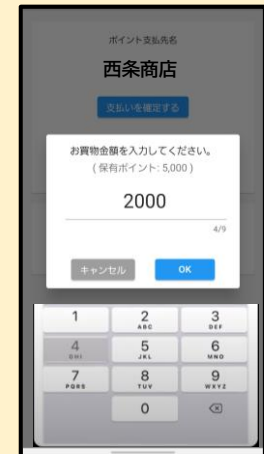 ポイント支払先名
西条商店
支払いを確定する
お買物金額を入力してください。
( 保有ポイント: 5,000 )
2000
4/9
キャンセル
OK
1
2
ABC
3
DEF
4
GHI
5
JKL
6
MNO
7
PQRS
8
TUV
9
WXYZ
0